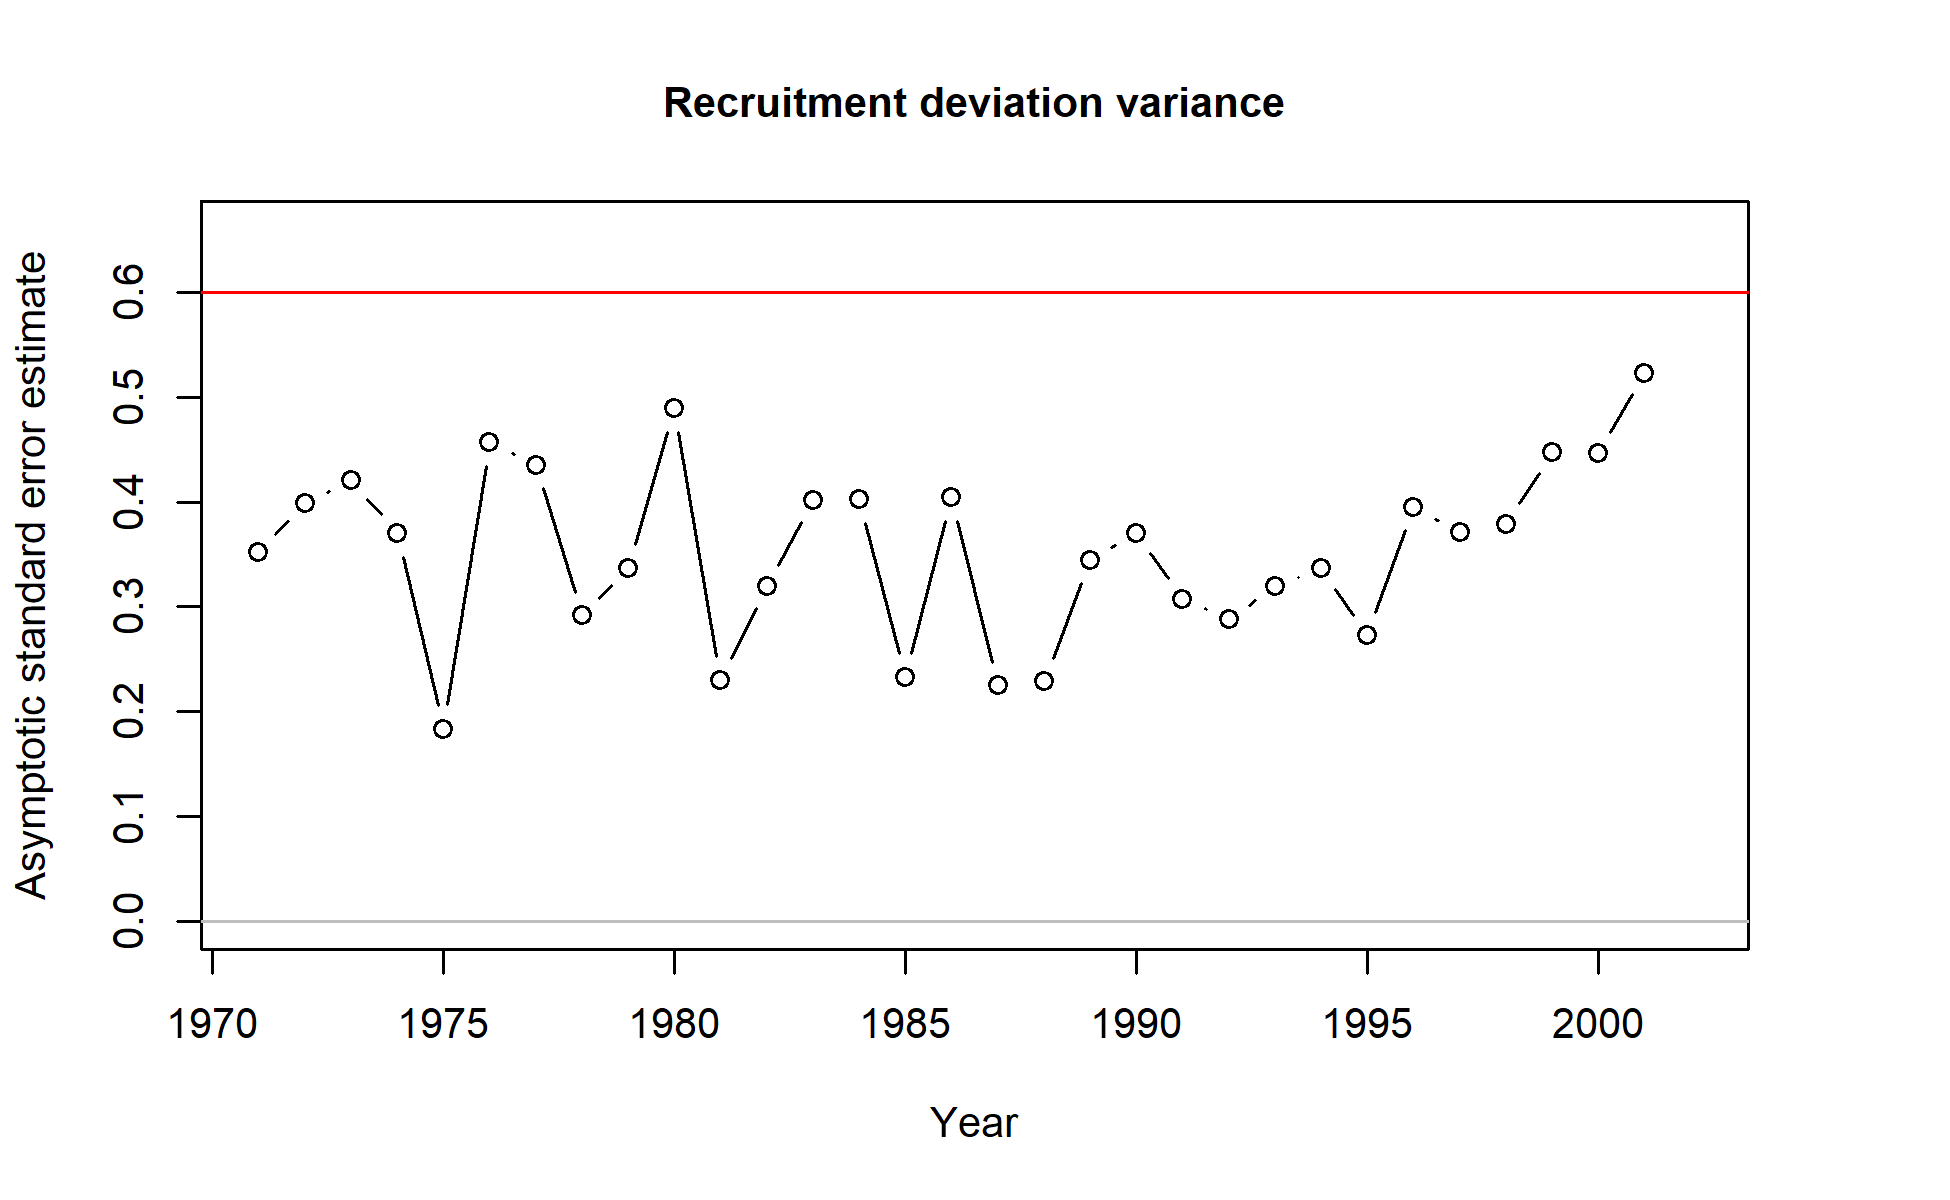 Recruitment deviation variance
Asymptotic standard error estimate
0.6
0.5
0.4
0.3
0.2
0.1
0.0
1970 1975 1980 1985 1990 1995 2000
Year